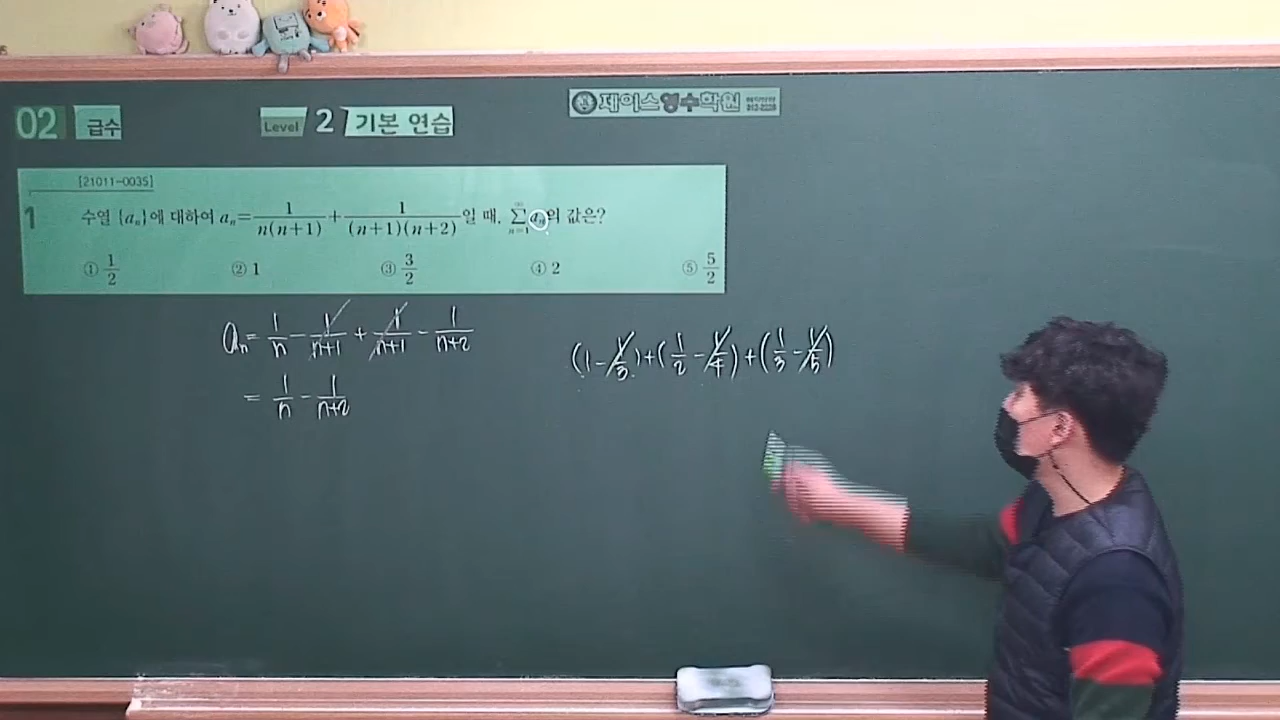 제이스영수학원
02 급수
Level 2 기본 연습
[21011-0035]
1 수열 {aₙ}에 대하여 aₙ=1/(n(n+1))+1/((n+1)(n+2))일 때, ∑(n=1→∞) aₙ의 값은?
① 1/2 ② 1 ③ 3/2 ④ 2 ⑤ 5/2
aₙ= 1/n - 1/(n+1) + 1/(n+1) - 1/(n+2)
= 1/n - 1/(n+2)
(1-1/3)+(1/2-1/4)+(1/3-1/5)